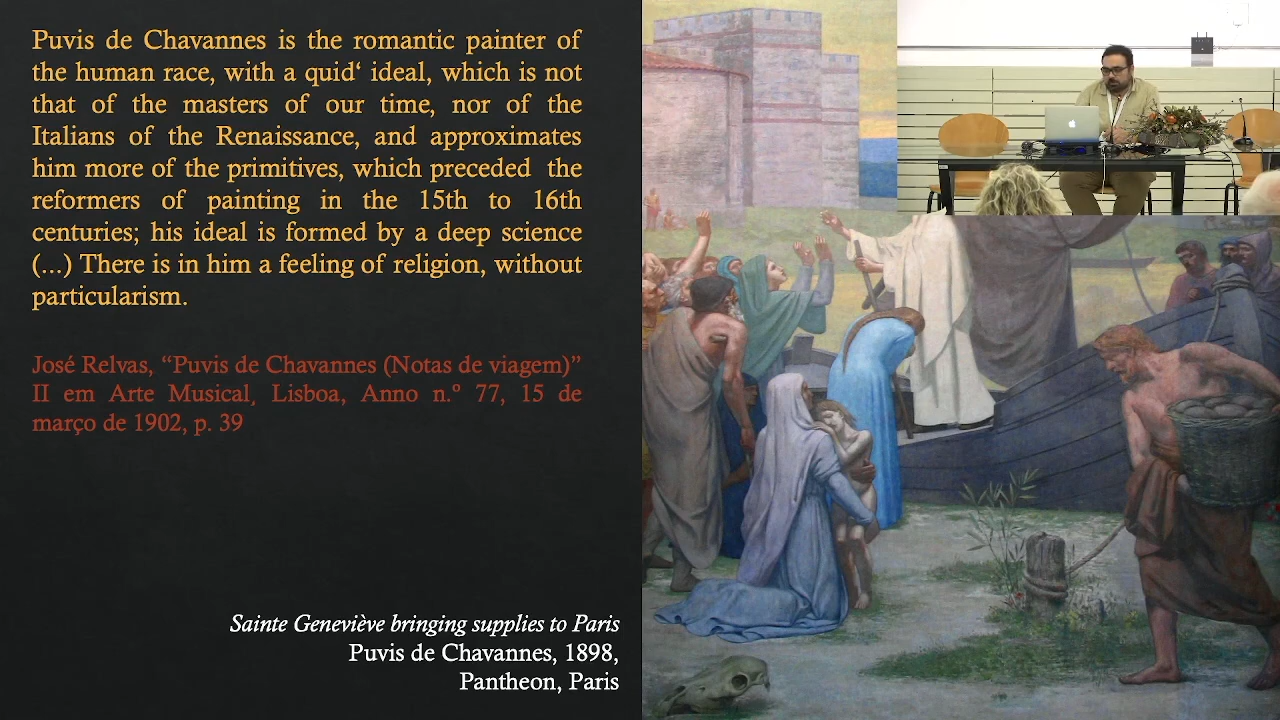 Puvis de Chavannes is the romantic painter of
the human race, with a quid‘ ideal, which is not
that of the masters of our time, nor of the
Italians of the Renaissance, and approximates
him more of the primitives, which preceded the
reformers of painting in the 15th to 16th
centuries; his ideal is formed by a deep science
(...) There is in him a feeling of religion, without
particularism.
José Relvas, “Puvis de Chavannes (Notas de viagem)”
II em Arte Musical, Lisboa, Anno n.º 77, 15 de
março de 1902, p. 39
Sainte Geneviève bringing supplies to Paris
Puvis de Chavannes, 1898,
Pantheon, Paris